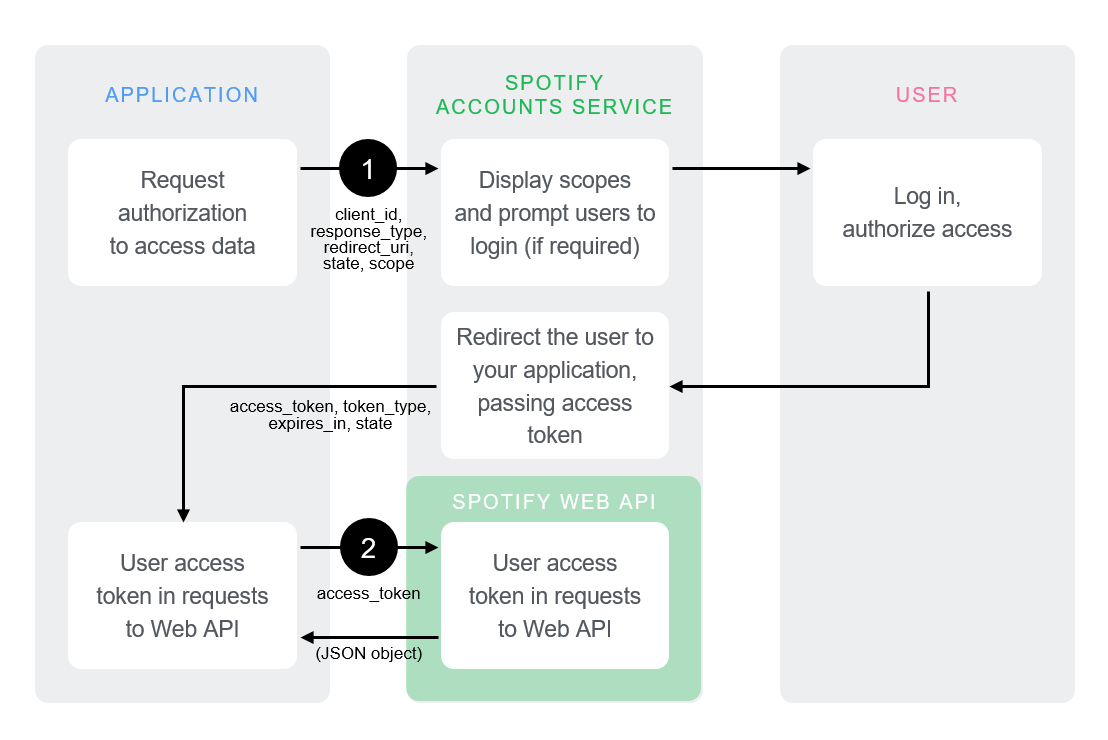 APPLICATION
SPOTIFY
ACCOUNTS SERVICE
USER
Request
authorization
to access data
1
client_id,
response_type,
redirect_uri,
state, scope
Display scopes
and prompt users to
login (if required)
Log in,
authorize access
Redirect the user to
your application,
passing access
token
access_token, token_type,
expires_in, state
SPOTIFY WEB API
User access
token in requests
to Web API
2
access_token
(JSON object)
User access
token in requests
to Web API